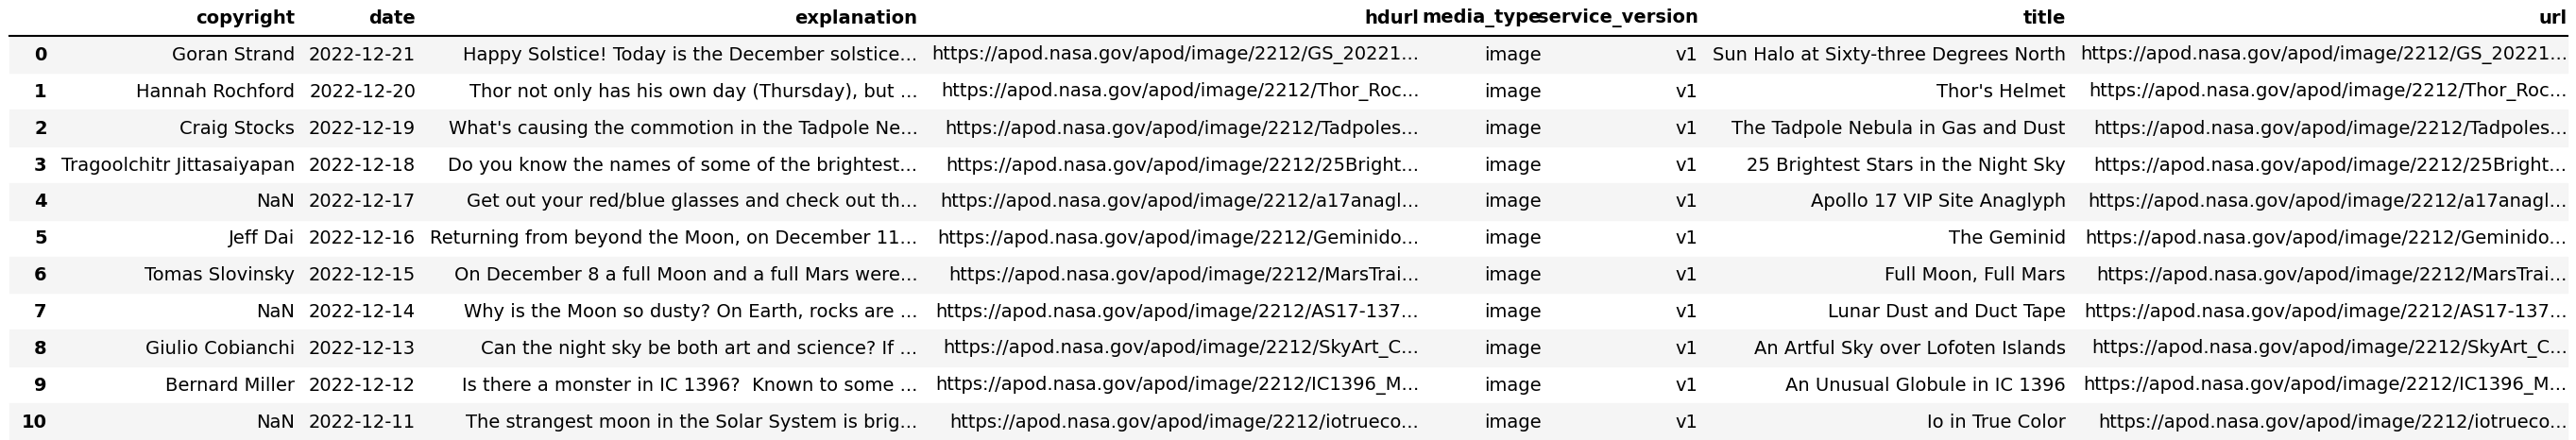 copyright date explanation hdurl media_type service_version title url
0 Goran Strand 2022-12-21 Happy Solstice! Today is the December solstice... https://apod.nasa.gov/apod/image/2212/GS_20221... image v1 Sun Halo at Sixty-three Degrees North https://apod.nasa.gov/apod/image/2212/GS_20221...
1 Hannah Rochford 2022-12-20 Thor not only has his own day (Thursday), but ... https://apod.nasa.gov/apod/image/2212/Thor_Roc... image v1 Thor's Helmet https://apod.nasa.gov/apod/image/2212/Thor_Roc...
2 Craig Stocks 2022-12-19 What's causing the commotion in the Tadpole Ne... https://apod.nasa.gov/apod/image/2212/Tadpoles... image v1 The Tadpole Nebula in Gas and Dust https://apod.nasa.gov/apod/image/2212/Tadpoles...
3 Tragoolchitr Jittasaiyapan 2022-12-18 Do you know the names of some of the brightest... https://apod.nasa.gov/apod/image/2212/25Bright... image v1 25 Brightest Stars in the Night Sky https://apod.nasa.gov/apod/image/2212/25Bright...
4 NaN 2022-12-17 Get out your red/blue glasses and check out th... https://apod.nasa.gov/apod/image/2212/a17anagl... image v1 Apollo 17 VIP Site Anaglyph https://apod.nasa.gov/apod/image/2212/a17anagl...
5 Jeff Dai 2022-12-16 Returning from beyond the Moon, on December 11... https://apod.nasa.gov/apod/image/2212/Geminido... image v1 The Geminid https://apod.nasa.gov/apod/image/2212/Geminido...
6 Tomas Slovinsky 2022-12-15 On December 8 a full Moon and a full Mars were... https://apod.nasa.gov/apod/image/2212/MarsTrai... image v1 Full Moon, Full Mars https://apod.nasa.gov/apod/image/2212/MarsTrai...
7 NaN 2022-12-14 Why is the Moon so dusty? On Earth, rocks are ... https://apod.nasa.gov/apod/image/2212/AS17-137... image v1 Lunar Dust and Duct Tape https://apod.nasa.gov/apod/image/2212/AS17-137...
8 Giulio Cobianchi 2022-12-13 Can the night sky be both art and science? If ... https://apod.nasa.gov/apod/image/2212/SkyArt_C... image v1 An Artful Sky over Lofoten Islands https://apod.nasa.gov/apod/image/2212/SkyArt_C...
9 Bernard Miller 2022-12-12 Is there a monster in IC 1396?  Known to some ... https://apod.nasa.gov/apod/image/2212/IC1396_M... image v1 An Unusual Globule in IC 1396 https://apod.nasa.gov/apod/image/2212/IC1396_M...
10 NaN 2022-12-11 The strangest moon in the Solar System is brig... https://apod.nasa.gov/apod/image/2212/iotrueco... image v1 Io in True Color https://apod.nasa.gov/apod/image/2212/iotrueco...